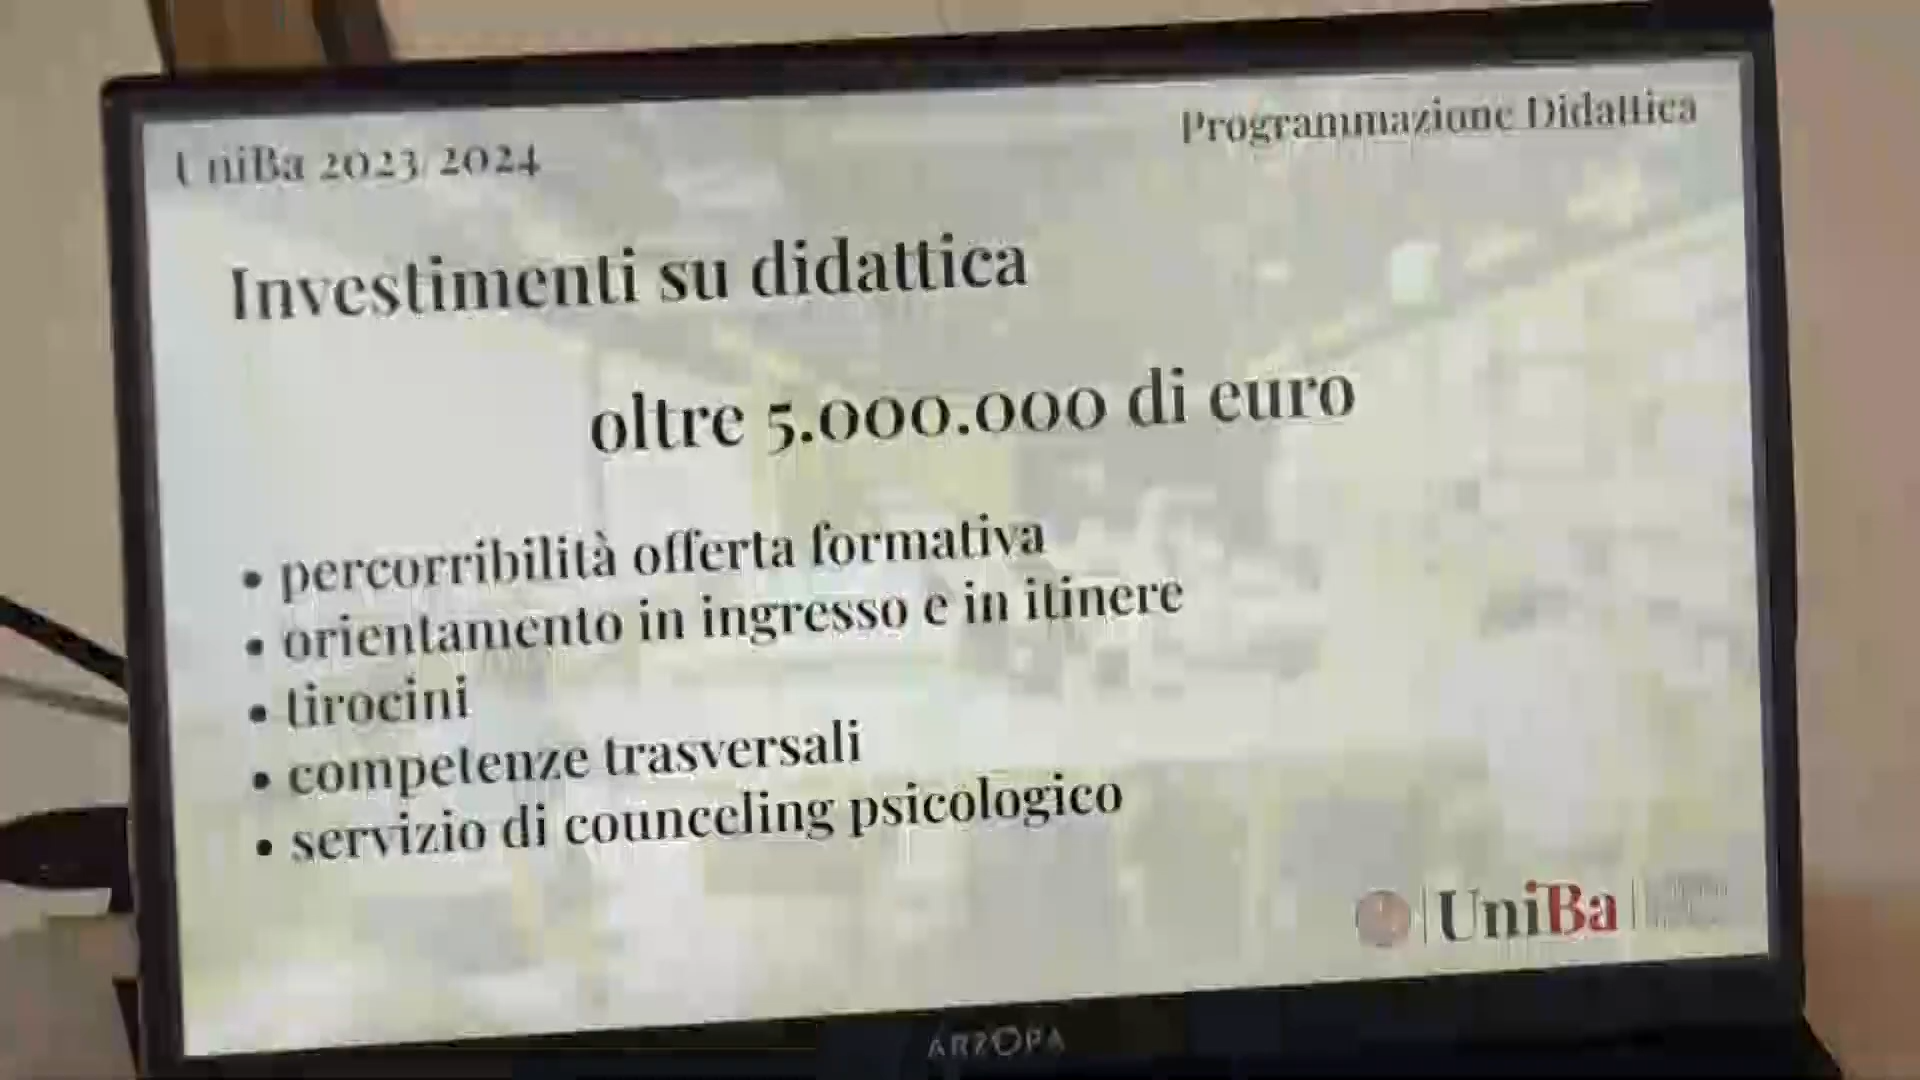 UniBa 2023/2024
Programmazione Didattica
Investimenti su didattica
oltre 5.000.000 di euro
• percorribilità offerta formativa
• orientamento in ingresso e in itinere
• tirocini
• competenze trasversali
• servizio di counceling psicologico
UniBa
ARZOPA